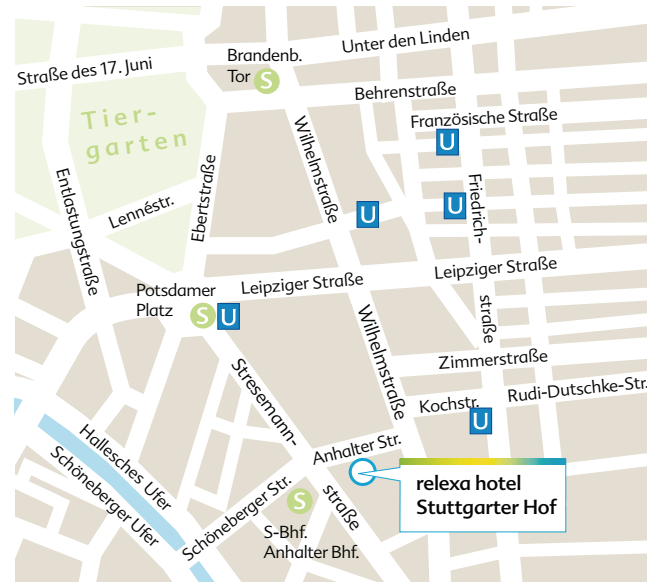 Unter den Linden
Brandenb.
Tor
S
Straße des 17. Juni
Behrenstraße
Französische Straße
Tier-
garten
U
Wilhelmstraße
Entlastungstraße
Lennéstr.
Ebertstraße
U
U
Friedrich-
straße
Leipziger Straße
Leipziger Straße
Potsdamer
Platz
S
U
Wilhelmstraße
Zimmerstraße
Stresemann-
straße
Kochstr.
Rudi-Dutschke-Str.
U
Hallesches Ufer
Schöneberger Ufer
Anhalter Str.
Schöneberger Str.
relexa hotel
Stuttgarter Hof
S
S-Bhf.
Anhalter Bhf.